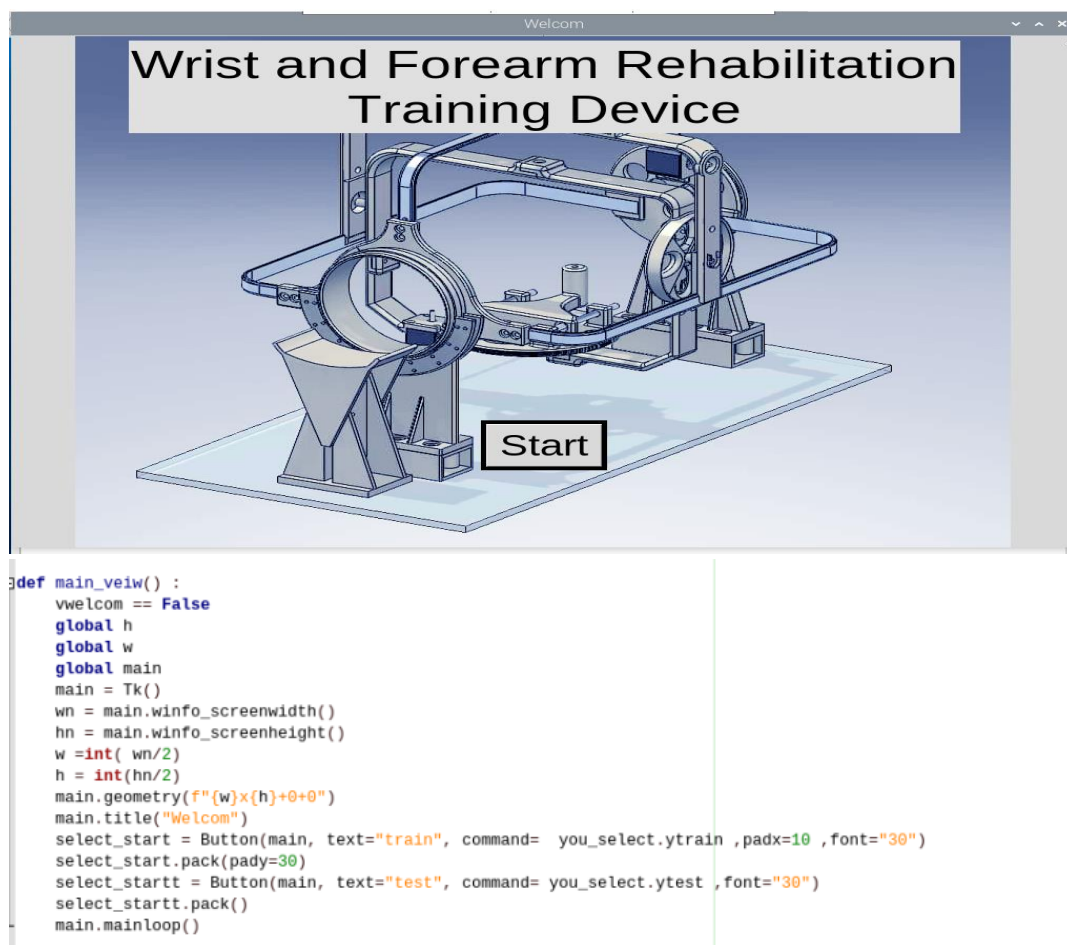 Welcom
Wrist and Forearm Rehabilitation
Training Device
Start
def main_veiw() :
    vwelcom == False
    global h
    global w
    global main
    main = Tk()
    wn = main.winfo_screenwidth()
    hn = main.winfo_screenheight()
    w =int( wn/2)
    h = int(hn/2)
    main.geometry(f"{w}x{h}+0+0")
    main.title("Welcom")
    select_start = Button(main, text="train", command=  you_select.ytrain ,padx=10 ,font="30")
    select_start.pack(pady=30)
    select_startt = Button(main, text="test", command= you_select.ytest ,font="30")
    select_startt.pack()
    main.mainloop()